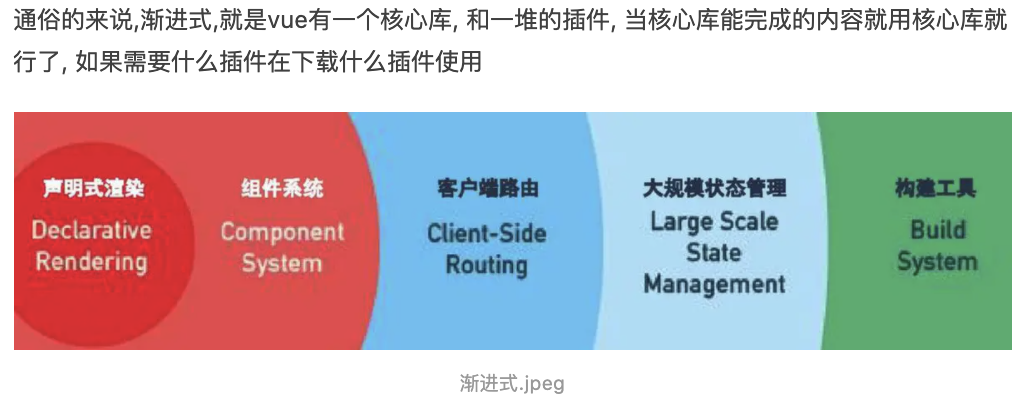 通俗的来说,渐进式,就是vue有一个核心库, 和一堆的插件, 当核心库能完成的内容就用核心库就
行了, 如果需要什么插件在下载什么插件使用
声明式渲染
Declarative
Rendering
组件系统
Component
System
客户端路由
Client-Side
Routing
大规模状态管理
Large Scale
State
Management
构建工具
Build
System
渐进式.jpeg